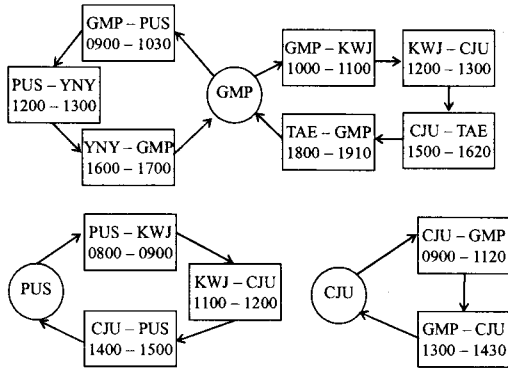 GMP – PUS
0900 – 1030
PUS – YNY
1200 – 1300
YNY – GMP
1600 – 1700
GMP
GMP – KWJ
1000 – 1100
KWJ – CJU
1200 – 1300
TAE – GMP
1800 – 1910
CJU – TAE
1500 – 1620
PUS
PUS – KWJ
0800 – 0900
KWJ – CJU
1100 – 1200
CJU – PUS
1400 – 1500
CJU
CJU – GMP
0900 – 1120
GMP – CJU
1300 – 1430